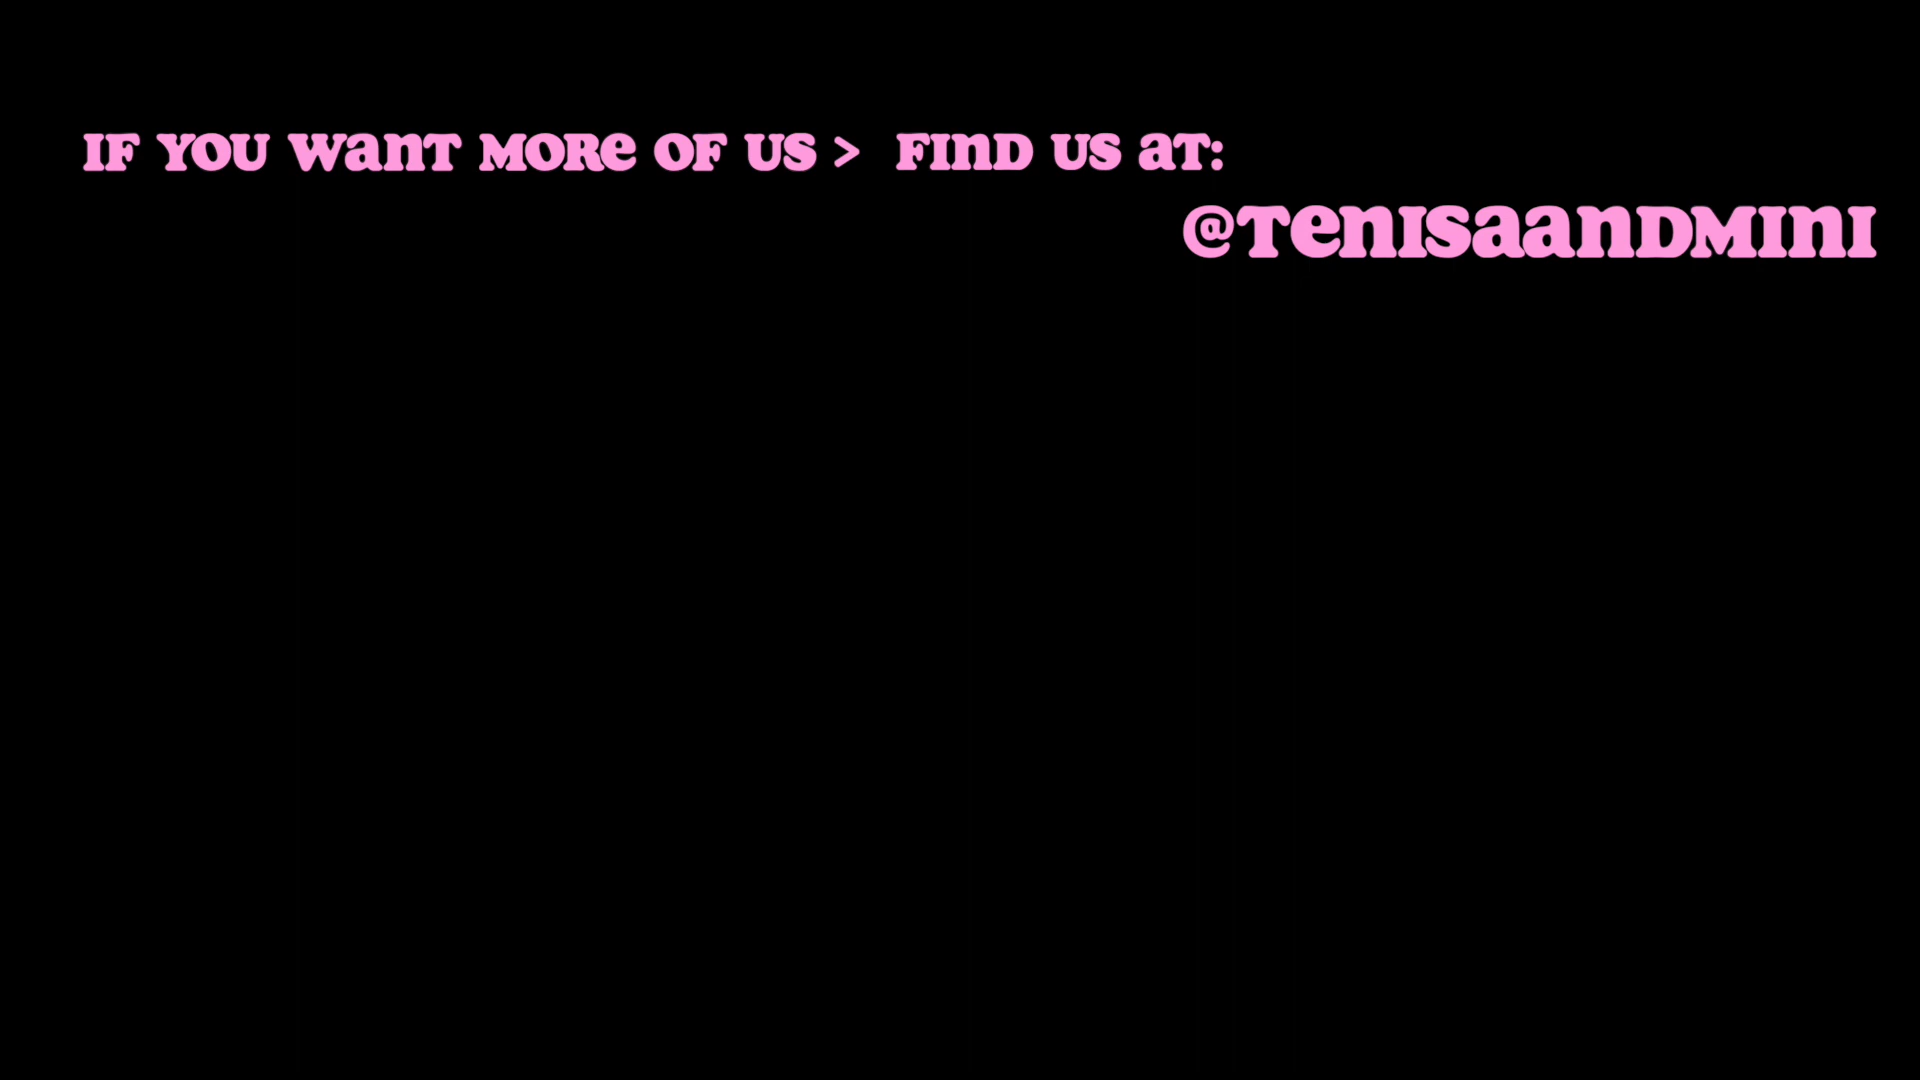 IF YOU WANT MORE OF US > FIND US AT:
@TENISAANDMINI